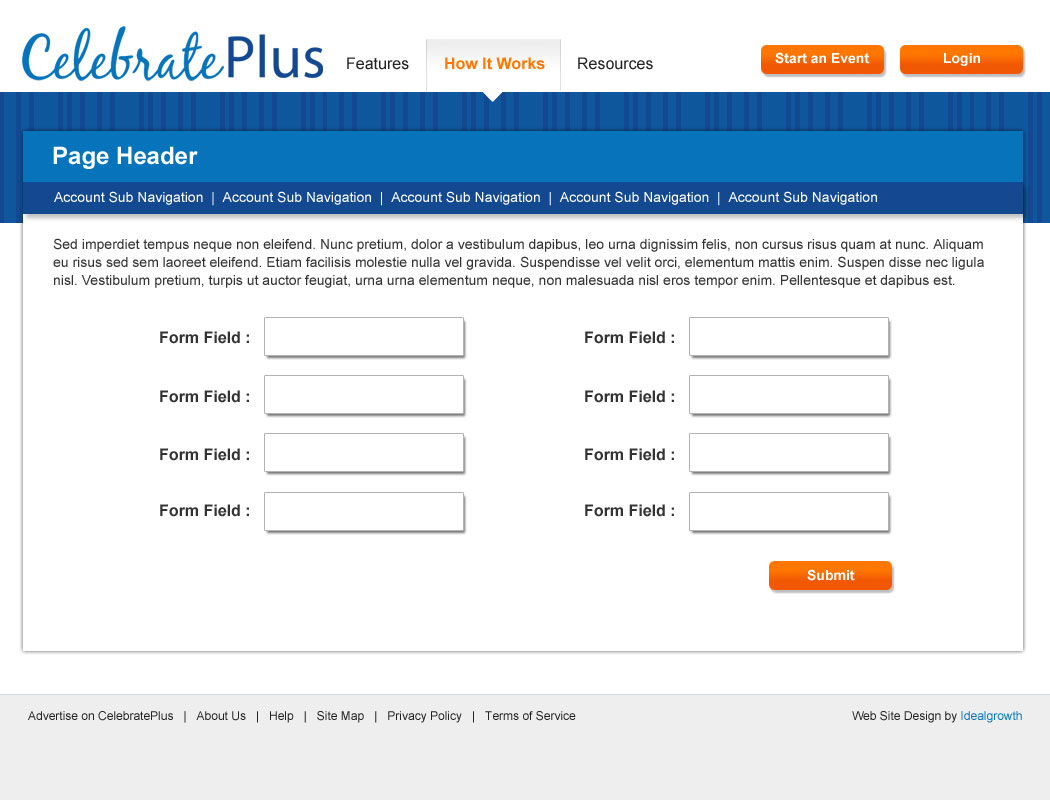 CelebratePlus
Features
How It Works
Resources
Start an Event
Login
Page Header
Account Sub Navigation | Account Sub Navigation | Account Sub Navigation | Account Sub Navigation | Account Sub Navigation
Sed imperdiet tempus neque non eleifend. Nunc pretium, dolor a vestibulum dapibus, leo urna dignissim felis, non cursus risus quam at nunc. Aliquam
eu risus sed sem laoreet eleifend. Etiam facilisis molestie nulla vel gravida. Suspendisse vel velit orci, elementum mattis enim. Suspen disse nec ligula
nisl. Vestibulum pretium, turpis ut auctor feugiat, urna urna elementum neque, non malesuada nisl eros tempor enim. Pellentesque et dapibus est.
Form Field :
Form Field :
Form Field :
Form Field :
Form Field :
Form Field :
Form Field :
Form Field :
Submit
Advertise on CelebratePlus | About Us | Help | Site Map | Privacy Policy | Terms of Service
Web Site Design by Idealgrowth